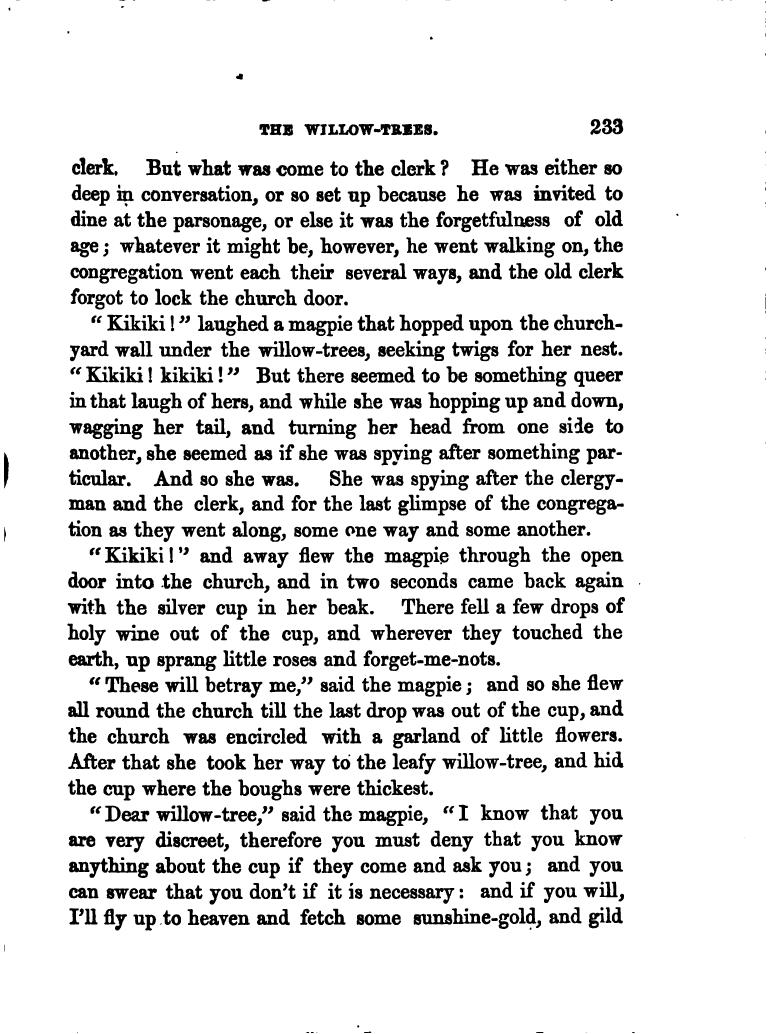 THE WILLOW-TREES. 233
clerk. But what was come to the clerk? He was either so
deep in conversation, or so set up because he was invited to
dine at the parsonage, or else it was the forgetfulness of old
age; whatever it might be, however, he went walking on, the
congregation went each their several ways, and the old clerk
forgot to lock the church door.
"Kikiki!" laughed a magpie that hopped upon the church-
yard wall under the willow-trees, seeking twigs for her nest.
"Kikiki! kikiki!" But there seemed to be something queer
in that laugh of hers, and while she was hopping up and down,
wagging her tail, and turning her head from one side to
another, she seemed as if she was spying after something par-
ticular. And so she was. She was spying after the clergy-
man and the clerk, and for the last glimpse of the congrega-
tion as they went along, some one way and some another.
"Kikiki!" and away flew the magpie through the open
door into the church, and in two seconds came back again
with the silver cup in her beak. There fell a few drops of
holy wine out of the cup, and wherever they touched the
earth, up sprang little roses and forget-me-nots.
"These will betray me," said the magpie; and so she flew
all round the church till the last drop was out of the cup, and
the church was encircled with a garland of little flowers.
After that she took her way to the leafy willow-tree, and hid
the cup where the boughs were thickest.
"Dear willow-tree," said the magpie, "I know that you
are very discreet, therefore you must deny that you know
anything about the cup if they come and ask you; and you
can swear that you don't if it is necessary: and if you will,
I'll fly up to heaven and fetch some sunshine-gold, and gild